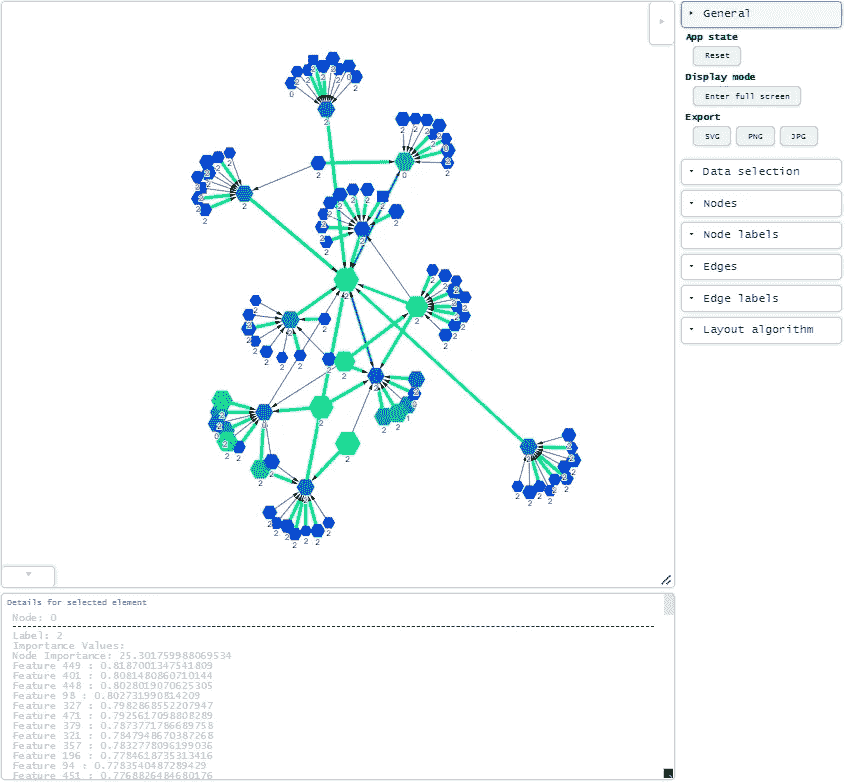 General
App state
Reset
Display mode
Enter full screen
Export
SVG PNG JPG
Data selection
Nodes
Node labels
Edges
Edge labels
Layout algorithm
Details for selected element
Node: 0
Label: 2
Importance Values:
Node Importance: 25.301759988069534
Feature 449 : 0.8187001347541809
Feature 401 : 0.8081480860710144
Feature 448 : 0.8028019070625305
Feature 98 : 0.802731990814209
Feature 327 : 0.7982868552207947
Feature 471 : 0.7925617098808289
Feature 379 : 0.7873771786689758
Feature 321 : 0.7847948670387268
Feature 357 : 0.7832778096199036
Feature 196 : 0.7784618735313416
Feature 94 : 0.7783540487289429
Feature 451 : 0.7768826484680176